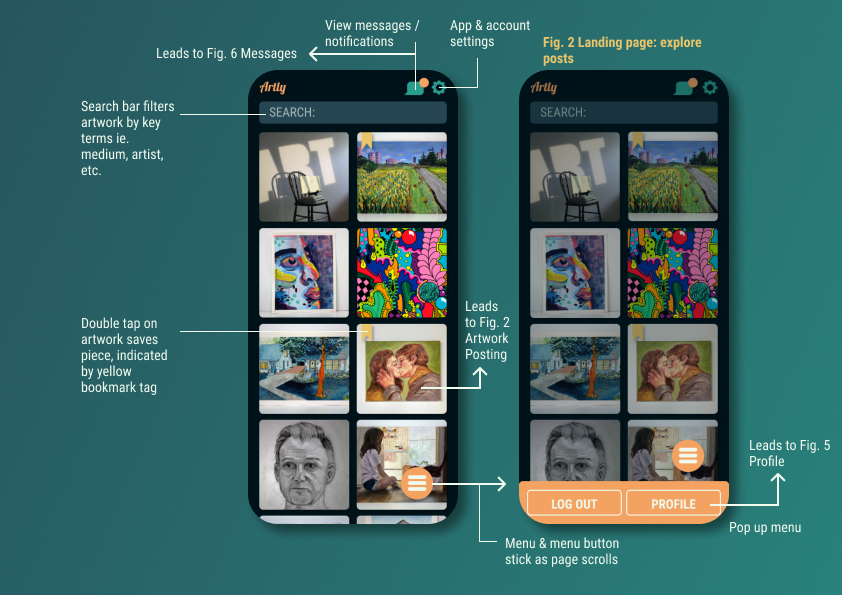 View messages /
notifications
App & account
settings
Leads to Fig. 6 Messages
Fig. 2 Landing page: explore
posts
Artly
Artly
Search bar filters
artwork by key
terms ie.
medium, artist,
etc.
SEARCH:
SEARCH:
ART
ART
Leads
to Fig. 2
Artwork
Posting
Double tap on
artwork saves
piece, indicated
by yellow
bookmark tag
Leads to Fig. 5
Profile
LOG OUT
PROFILE
Pop up menu
Menu & menu button
stick as page scrolls